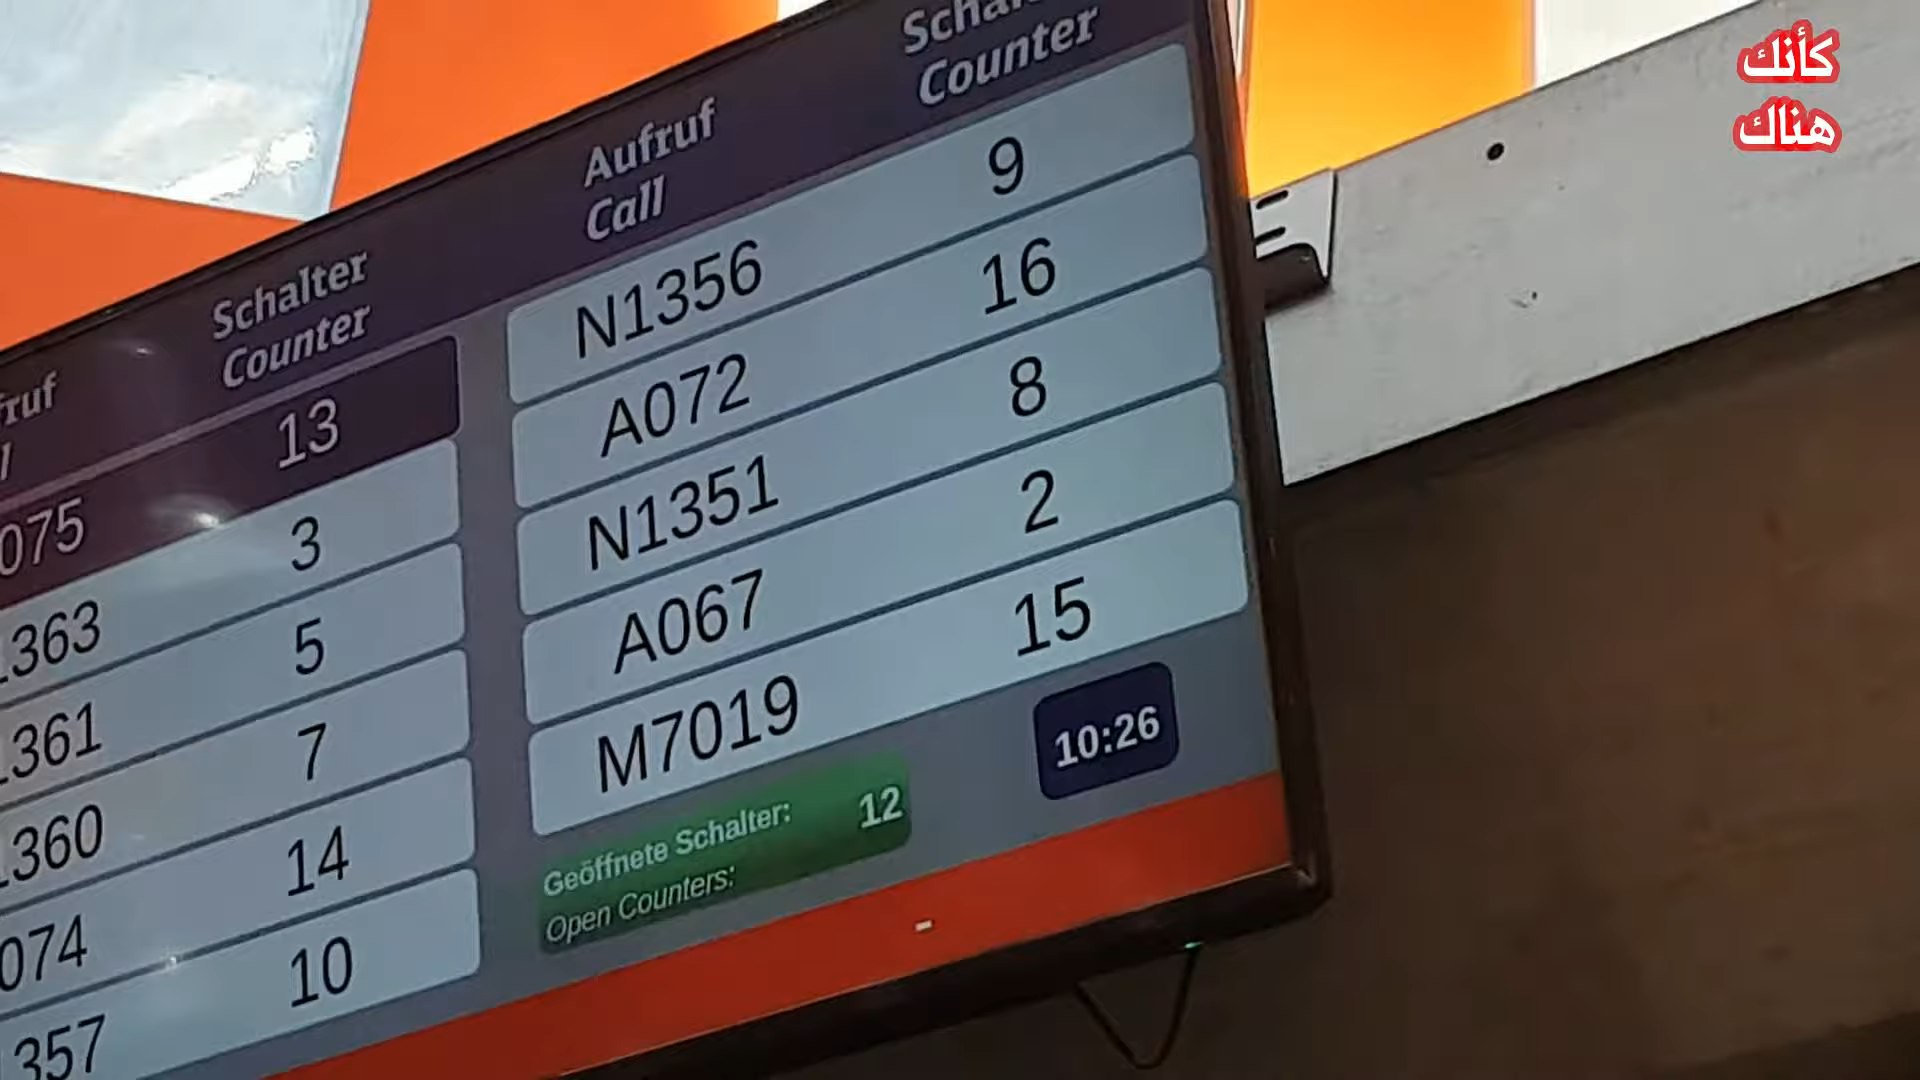 Schalter
Counter
13
075
3
363
5
361
7
360
14
074
10
357
Aufruf
Call
Counter
N1356 9
A072 16
N1351 8
A067 2
M7019 15
10:26
Geöffnete Schalter: 12
Open Counters:
كأنك
هناك